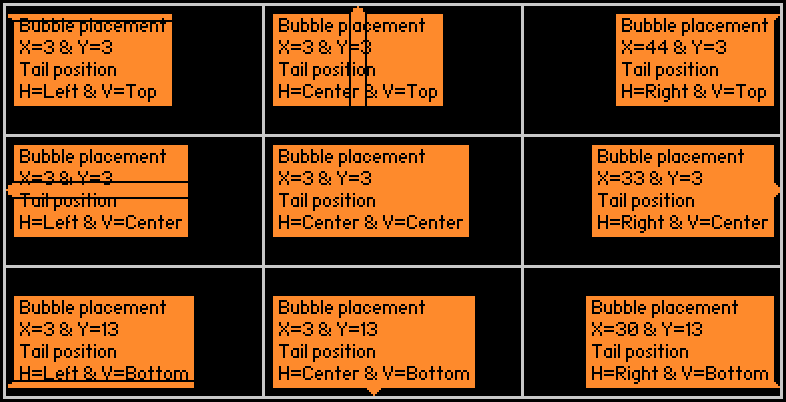 Bubble placement
X=3 & Y=3
Tail position
H=Left & V=Top
Bubble placement
X=3 & Y=3
Tail position
H=Center & V=Top
Bubble placement
X=44 & Y=3
Tail position
H=Right & V=Top
Bubble placement
X=3 & Y=3
Tail position
H=Left & V=Center
Bubble placement
X=3 & Y=3
Tail position
H=Center & V=Center
Bubble placement
X=33 & Y=3
Tail position
H=Right & V=Center
Bubble placement
X=3 & Y=13
Tail position
H=Left & V=Bottom
Bubble placement
X=3 & Y=13
Tail position
H=Center & V=Bottom
Bubble placement
X=30 & Y=13
Tail position
H=Right & V=Bottom